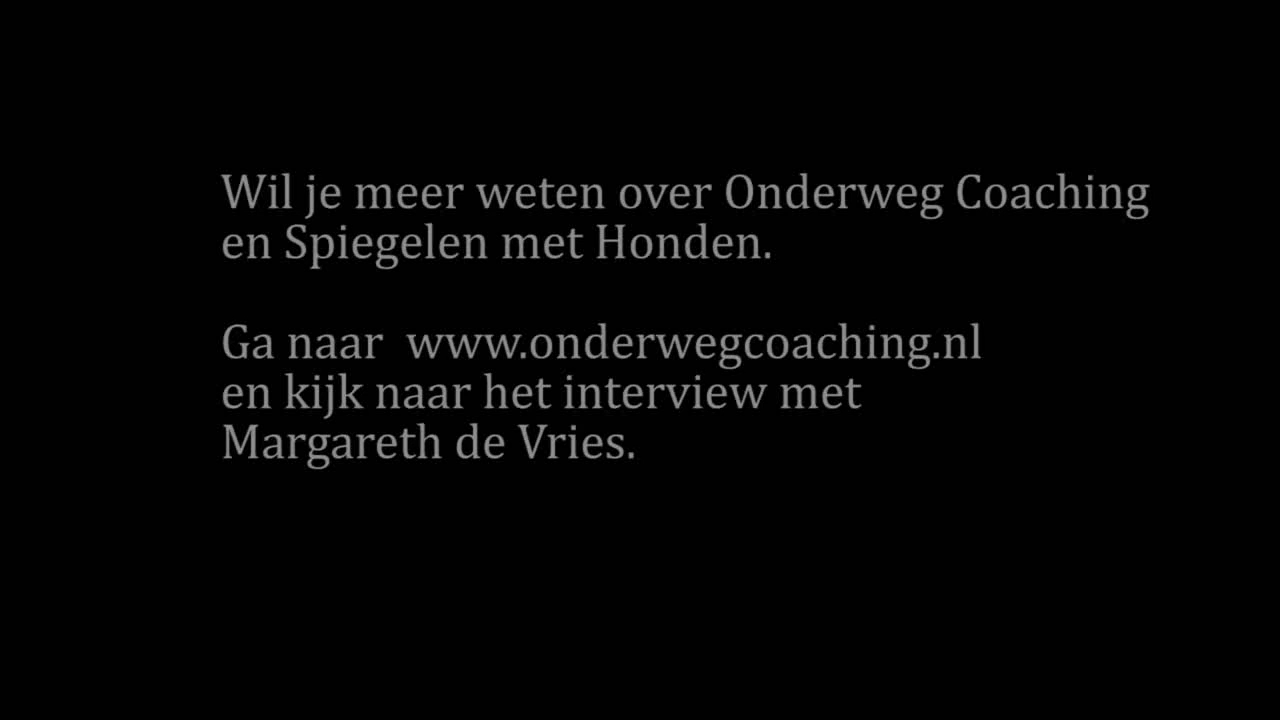 Wil je meer weten over Onderweg Coaching
en Spiegelen met Honden.
Ga naar  www.onderwegcoaching.nl
en kijk naar het interview met
Margareth de Vries.